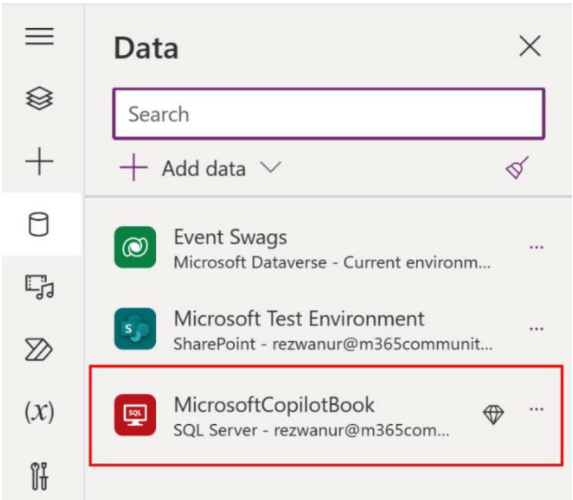 Data
Search
Add data
Event Swags
Microsoft Dataverse - Current environm...
Microsoft Test Environment
SharePoint - rezwanur@m365communit...
MicrosoftCopilotBook
SQL Server - rezwanur@m365com...
(x)
S
SQL